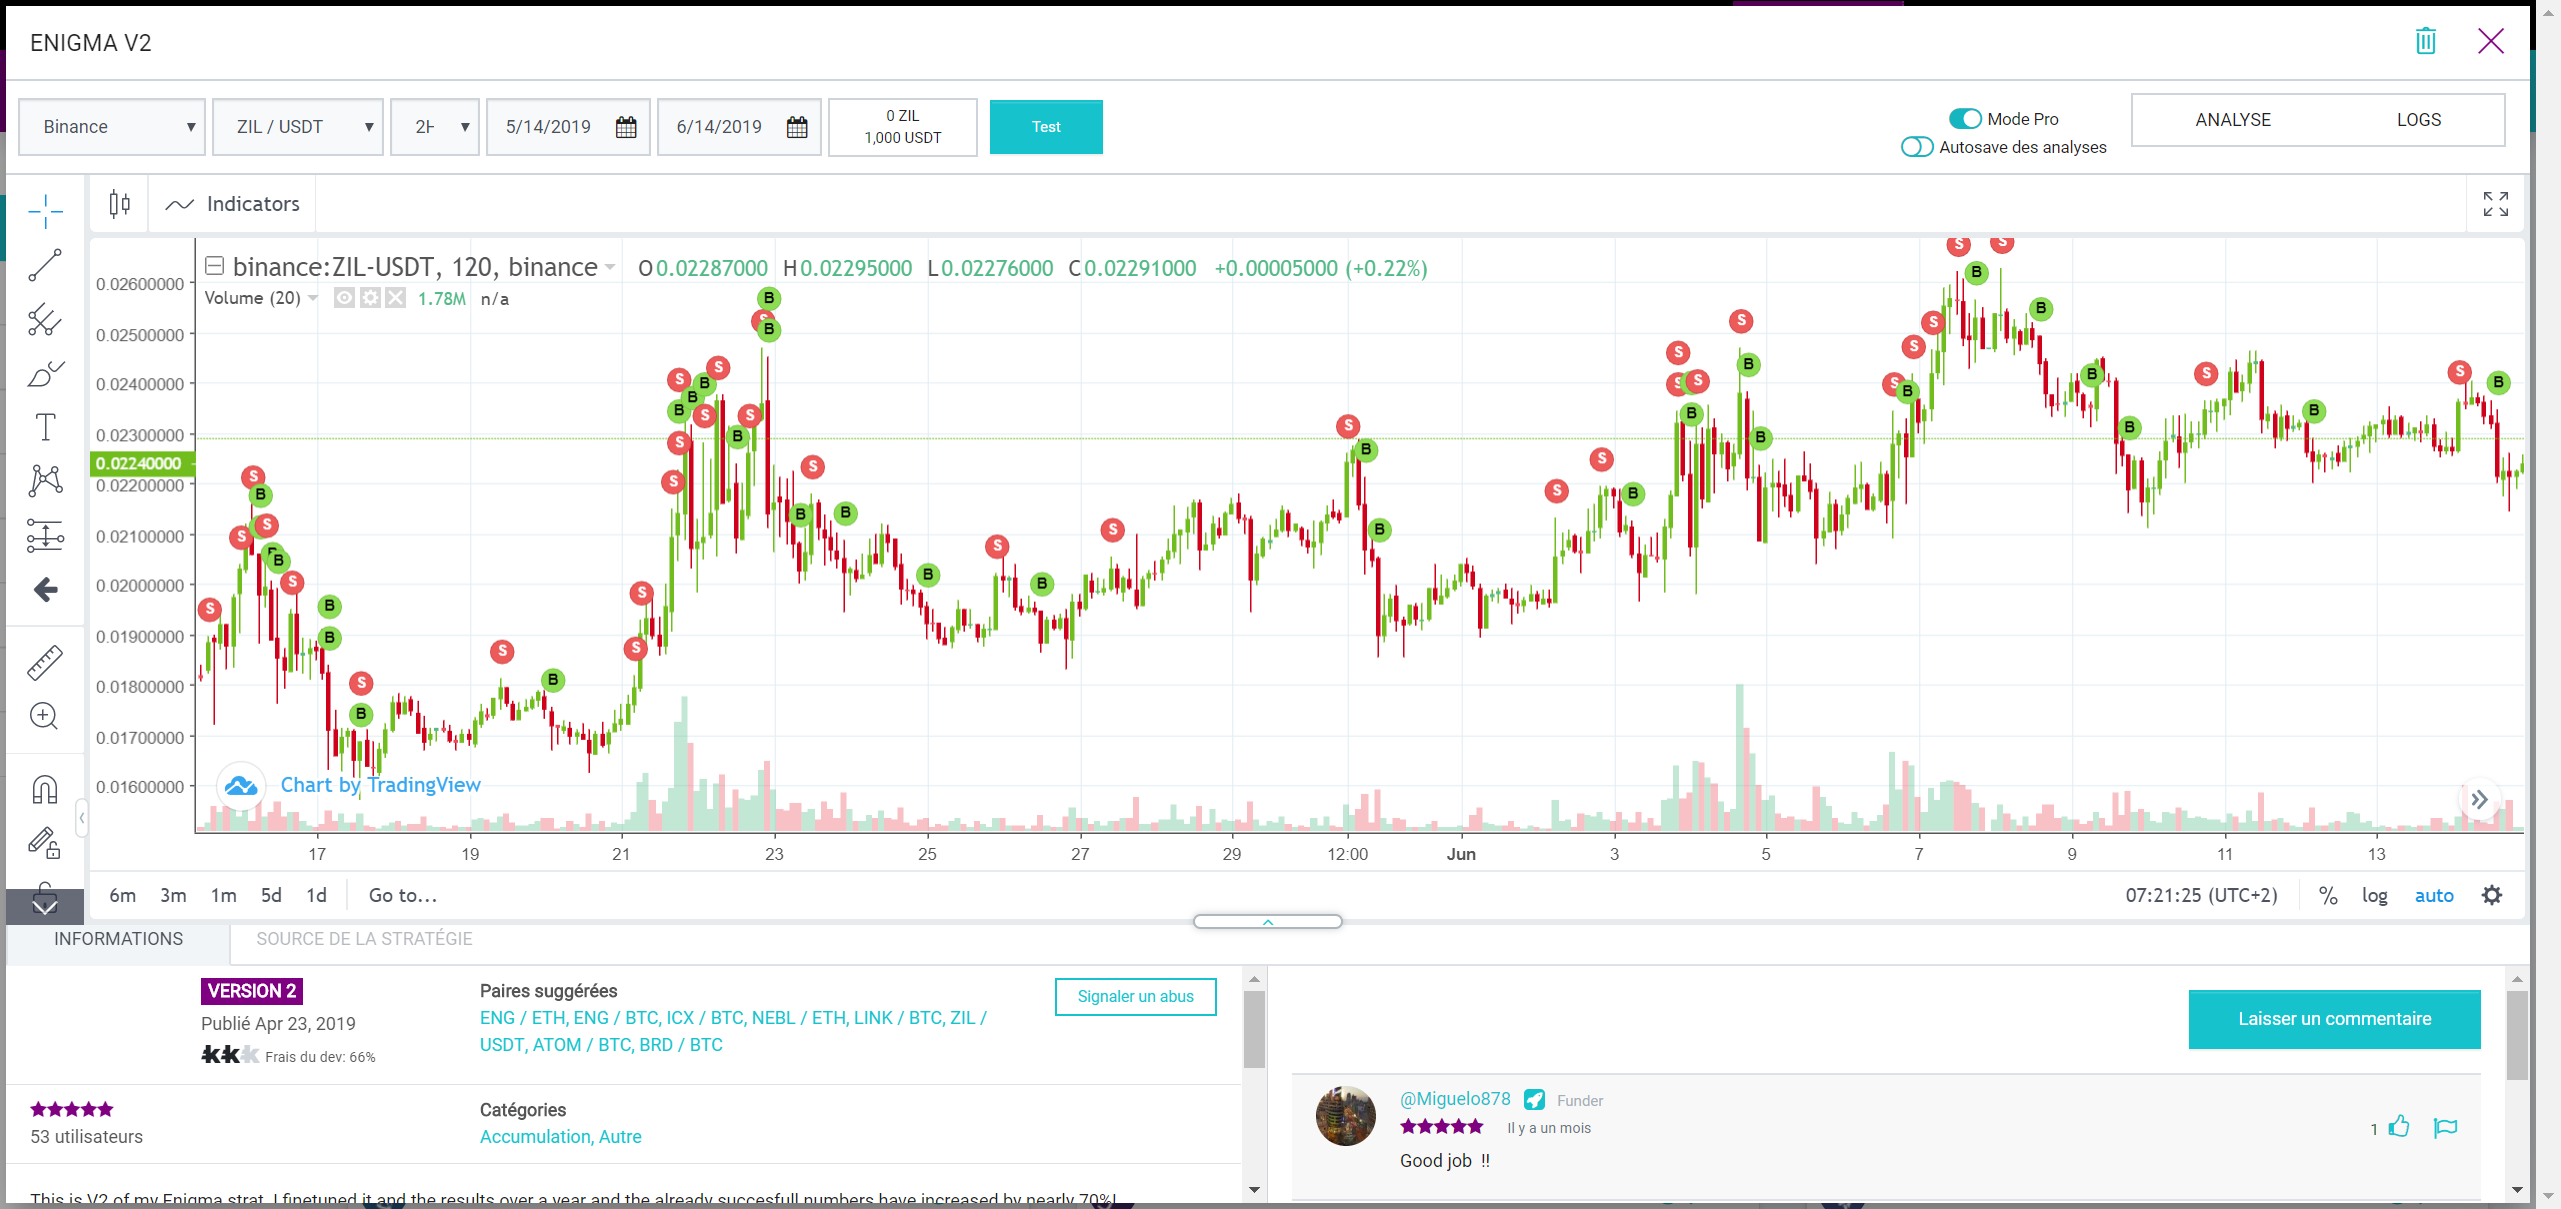 ENIGMA V2
Binance
ZIL / USDT
2H
5/14/2019
6/14/2019
0 ZIL
1,000 USDT
Test
Mode Pro
Autosave des analyses
ANALYSE
LOGS
Indicators
binance:ZIL-USDT, 120, binance
O0.02287000 H0.02295000 L0.02276000 C0.02291000 +0.00005000 (+0.22%)
Volume (20)
1.78M n/a
0.02600000
0.02500000
0.02400000
0.02300000
0.02240000
0.02200000
0.02100000
0.02000000
0.01900000
0.01800000
0.01700000
0.01600000
Chart by TradingView
17 19 21 23 25 27 29 12:00 Jun 3 5 7 9 11 13
6m 3m 1m 5d 1d Go to...
07:21:25 (UTC+2) % log auto
INFORMATIONS
SOURCE DE LA STRATÉGIE
VERSION 2
Publié Apr 23, 2019
Frais du dev: 66%
Paires suggérées
ENG / ETH, ENG / BTC, ICX / BTC, NEBL / ETH, LINK / BTC, ZIL /
USDT, ATOM / BTC, BRD / BTC
Signaler un abus
53 utilisateurs
Catégories
Accumulation, Autre
This is V2 of my Enigma strat. I finetuned it and the results over a year and the already succesfull numbers have increased by nearly 70%!
Laisser un commentaire
@Miguelo878 Funder
Il y a un mois
Good job !!
1